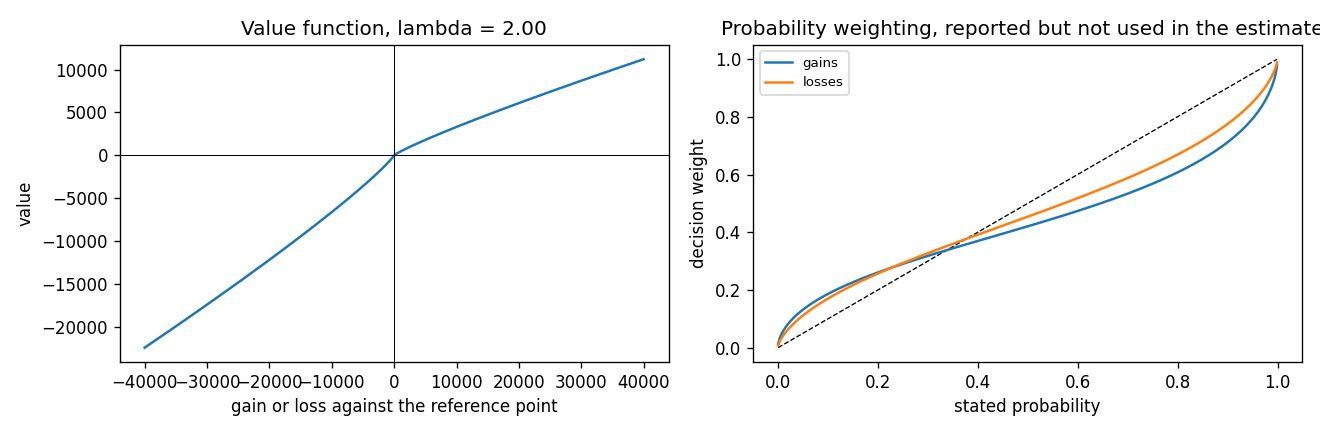 Value function, lambda = 2.00
10000
5000
0
−5000
−10000
−15000
−20000
value
−40000 −30000 −20000 −10000 0 10000 20000 30000 40000
gain or loss against the reference point
Probability weighting, reported but not used in the estimate
gains
losses
1.0
0.8
0.6
0.4
0.2
0.0
decision weight
0.0 0.2 0.4 0.6 0.8 1.0
stated probability